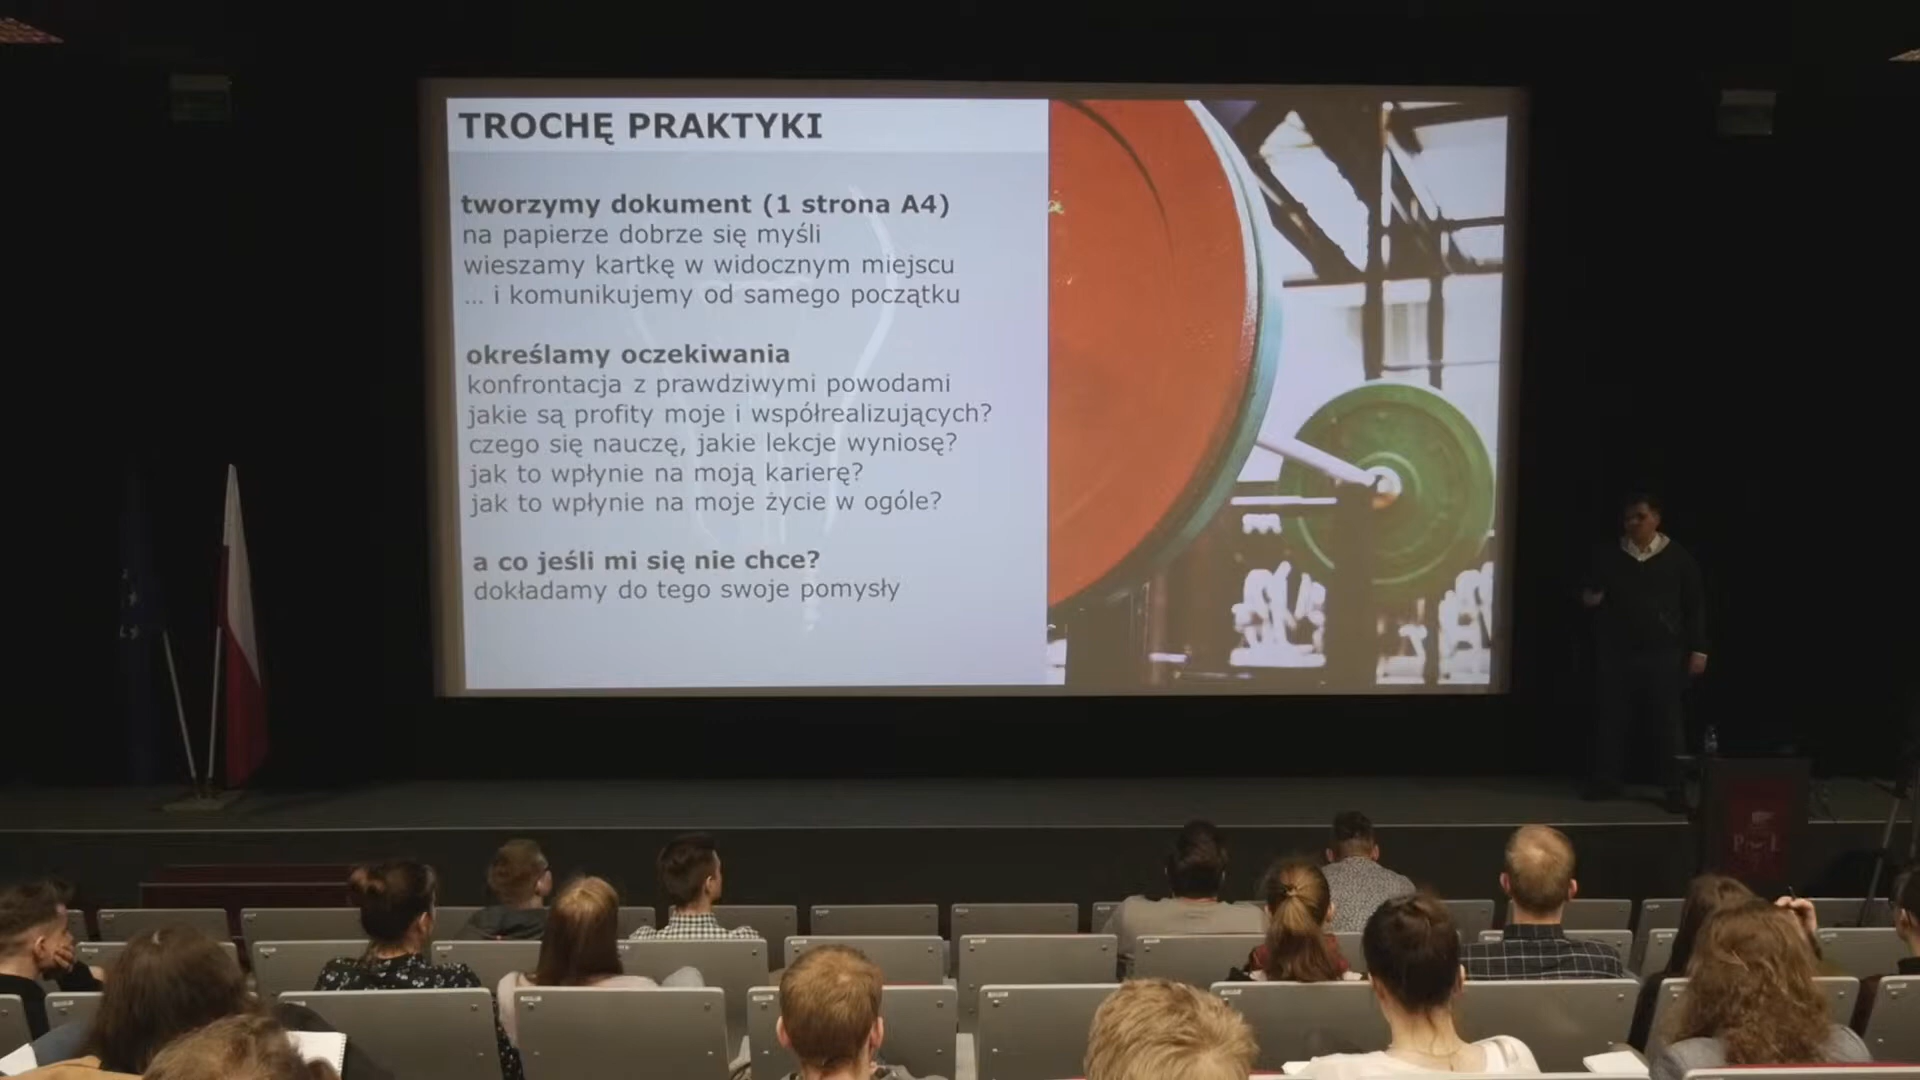 TROCHĘ PRAKTYKI
tworzymy dokument (1 strona A4)
na papierze dobrze się myśli
wieszamy kartkę w widocznym miejscu
... i komunikujemy od samego początku
określamy oczekiwania
konfrontacja z prawdziwymi powodami
jakie są profity moje i współrealizujących?
czego się nauczę, jakie lekcje wyniosę?
jak to wpłynie na moją karierę?
jak to wpłynie na moje życie w ogóle?
a co jeśli mi się nie chce?
dokładamy do tego swoje pomysły